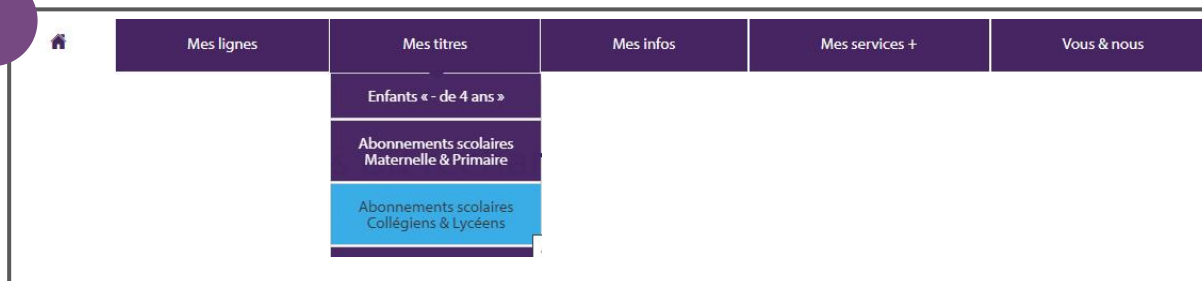 Mes lignes Mes titres Mes infos Mes services + Vous & nous
Enfants « - de 4 ans »
Abonnements scolaires
Maternelle & Primaire
Abonnements scolaires
Collégiens & Lycéens